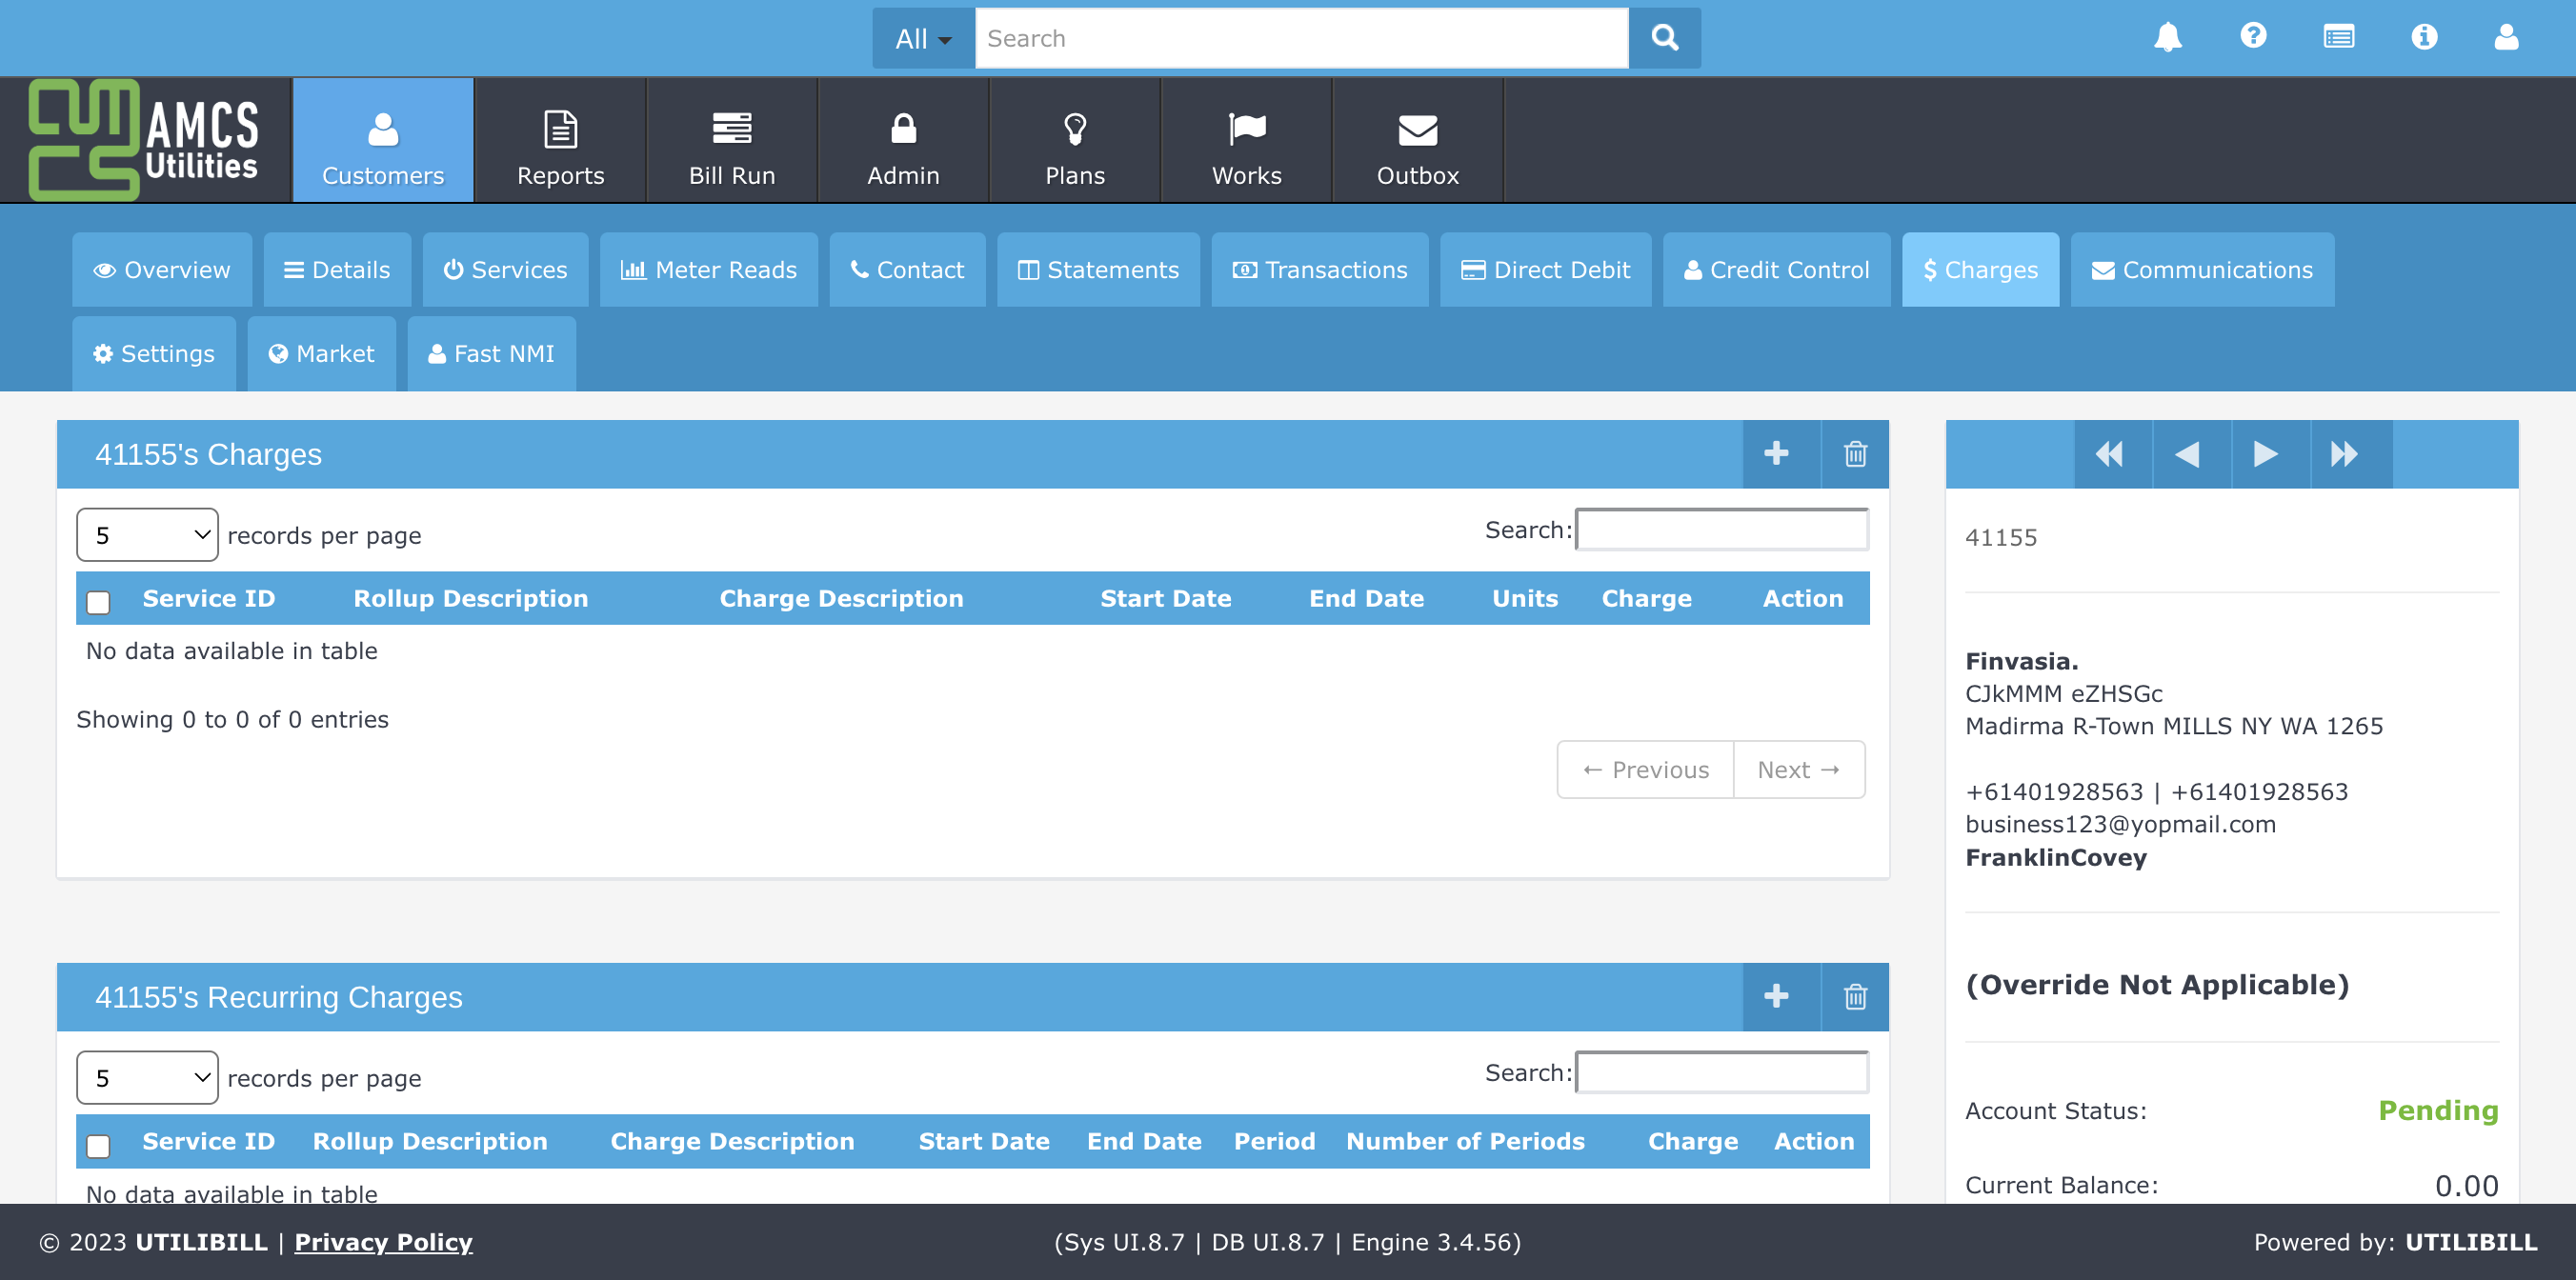 All
Search
AMCS
Utilities
Customers
Reports
Bill Run
Admin
Plans
Works
Outbox
Overview
Details
Services
Meter Reads
Contact
Statements
Transactions
Direct Debit
Credit Control
$ Charges
Communications
Settings
Market
Fast NMI
41155's Charges
5 records per page
Search:
Service ID Rollup Description Charge Description Start Date End Date Units Charge Action
No data available in table
Showing 0 to 0 of 0 entries
← Previous Next →
41155's Recurring Charges
5 records per page
Search:
Service ID Rollup Description Charge Description Start Date End Date Period Number of Periods Charge Action
No data available in table
41155
Finvasia.
CJkMMM eZHSGc
Madirma R-Town MILLS NY WA 1265
+61401928563 | +61401928563
business123@yopmail.com
FranklinCovey
(Override Not Applicable)
Account Status: Pending
Current Balance: 0.00
© 2023 UTILIBILL | Privacy Policy
(Sys UI.8.7 | DB UI.8.7 | Engine 3.4.56)
Powered by: UTILIBILL